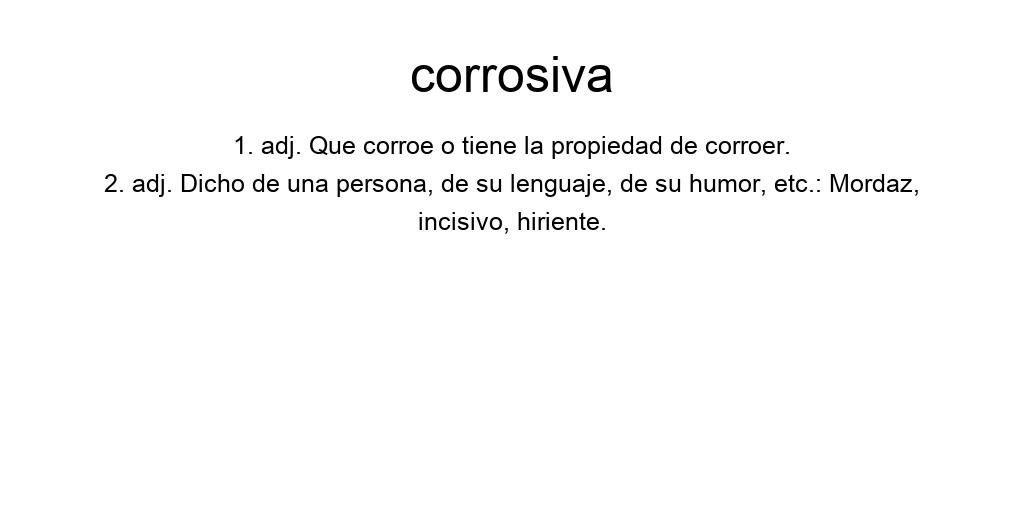 corrosiva
1. adj. Que corroe o tiene la propiedad de corroer.
2. adj. Dicho de una persona, de su lenguaje, de su humor, etc.: Mordaz,
incisivo, hiriente.